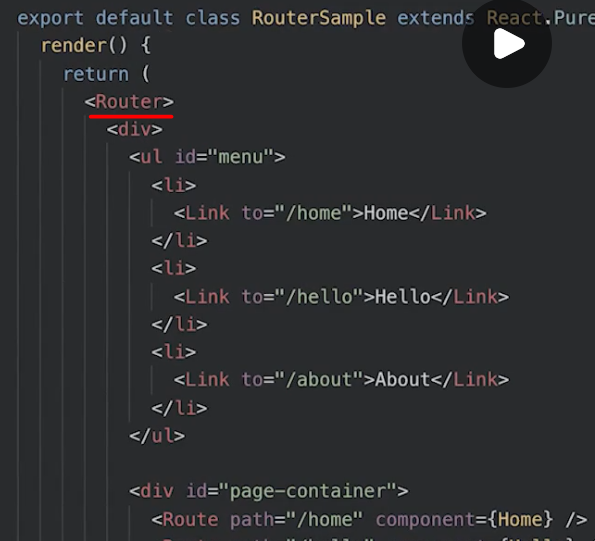 export default class RouterSample extends React.Pure
render() {
return (
<Router>
<div>
<ul id="menu">
<li>
<Link to="/home">Home</Link>
</li>
<li>
<Link to="/hello">Hello</Link>
</li>
<li>
<Link to="/about">About</Link>
</li>
</ul>
<div id="page-container">
<Route path="/home" component={Home} />